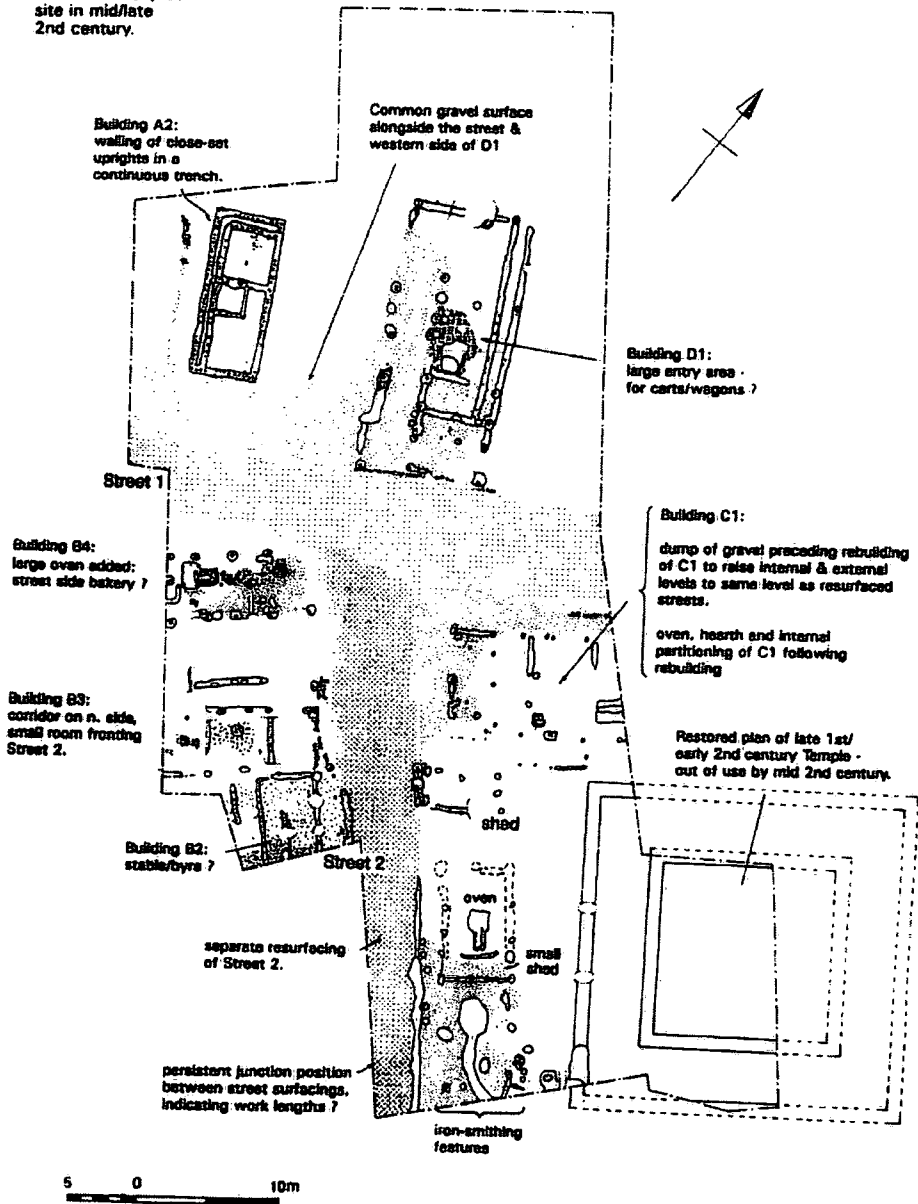 site in mid/late
2nd century.
Building A2:
walling of close-set
uprights in a
continuous trench.
Common gravel surface
alongside the street &
western side of D1
Building D1:
large entry area -
for carts/wagons ?
Street 1
Building B4:
large oven added:
street side bakery ?
Building C1:
dump of gravel preceding rebuilding
of C1 to raise internal & external
levels to same level as resurfaced
streets.
oven, hearth and internal
partitioning of C1 following
rebuilding
Building B3:
corridor on n. side,
small room fronting
Street 2.
Restored plan of late 1st/
early 2nd century Temple -
out of use by mid 2nd century.
shed
Building B2:
stable/byre ?
Street 2
oven
separate resurfacing
of Street 2.
small
shed
persistent junction position
between street surfacings,
indicating work lengths ?
iron-smithing
features
5 0 10m